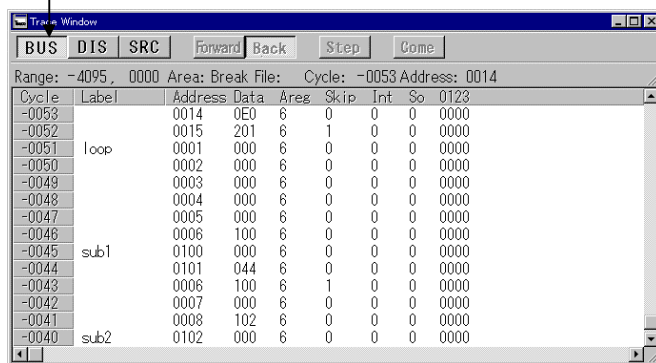 Trace Window
BUS DIS SRC Forward Back Step Come
Range: -4095, 0000 Area: Break File: Cycle: -0053 Address: 0014
Cycle Label Address Data Areg Skip Int So 0123
-0053 0014 0E0 6 0 0 0 0000
-0052 0015 201 6 1 0 0 0000
-0051 loop 0001 000 6 0 0 0 0000
-0050 0002 000 6 0 0 0 0000
-0049 0003 000 6 0 0 0 0000
-0048 0004 000 6 0 0 0 0000
-0047 0005 000 6 0 0 0 0000
-0046 0006 100 6 0 0 0 0000
-0045 sub1 0100 000 6 0 0 0 0000
-0044 0101 044 6 0 0 0 0000
-0043 0006 100 6 1 0 0 0000
-0042 0007 000 6 0 0 0 0000
-0041 0008 102 6 0 0 0 0000
-0040 sub2 0102 000 6 0 0 0 0000